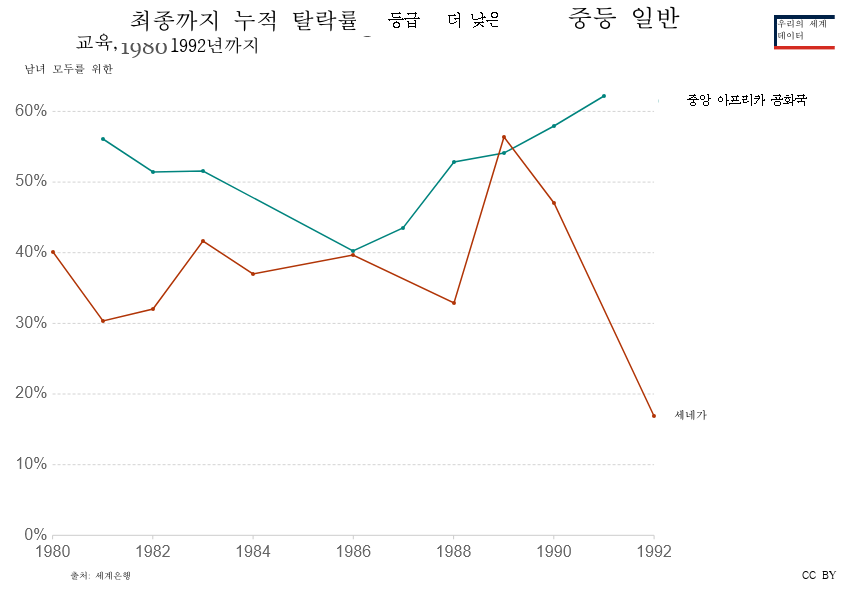 최종까지 누적 탈락률 등급 더 낮은 중등 일반
교육, 1980 1992년까지
남녀 모두를 위한
우리의 세계
데이터
중앙 아프리카 공화국
60%
50%
40%
30%
20%
세네가
10%
0%
1980 1982 1984 1986 1988 1990 1992
출처: 세계은행
CC BY